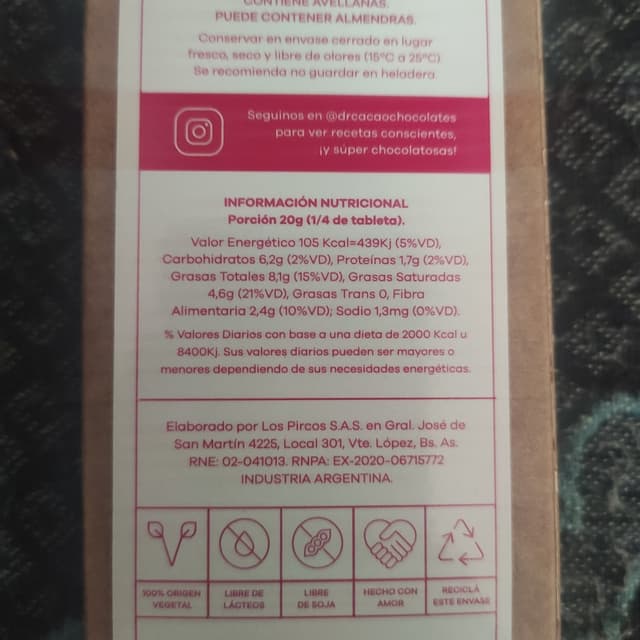 CONTIENE AVELLANAS.
PUEDE CONTENER ALMENDRAS.
Conservar en envase cerrado en lugar
fresco, seco y libre de olores (15°C a 25°C)
Se recomienda no guardar en heladera
Seguinos en @drcacaochocolates
para ver recetas conscientes,
¡y súper chocolatosas!
INFORMACIÓN NUTRICIONAL
Porción 20g (1/4 de tableta).
Valor Energético 105 Kcal=439Kj (5%VD),
Carbohidratos 6,2g (2%VD), Proteínas 1,7g (2%VD),
Grasas Totales 8,1g (15%VD), Grasas Saturadas
4,6g (21%VD), Grasas Trans 0, Fibra
Alimentaria 2,4g (10%VD); Sodio 1,3mg (0%VD).
% Valores Diarios con base a una dieta de 2000 Kcal u
8400Kj. Sus valores diarios pueden ser mayores o
menores dependiendo de sus necesidades energéticas.
Elaborado por Los Pircos S.A.S. en Gral. José de
San Martín 4225, Local 301, Vte. López, Bs. As.
RNE: 02-041013. RNPA: EX-2020-06715772
INDUSTRIA ARGENTINA.
100% ORIGEN
VEGETAL
LIBRE DE
LÁCTEOS
LIBRE
DE SOJA
HECHO CON
AMOR
RECICLÁ
ESTE ENVASE